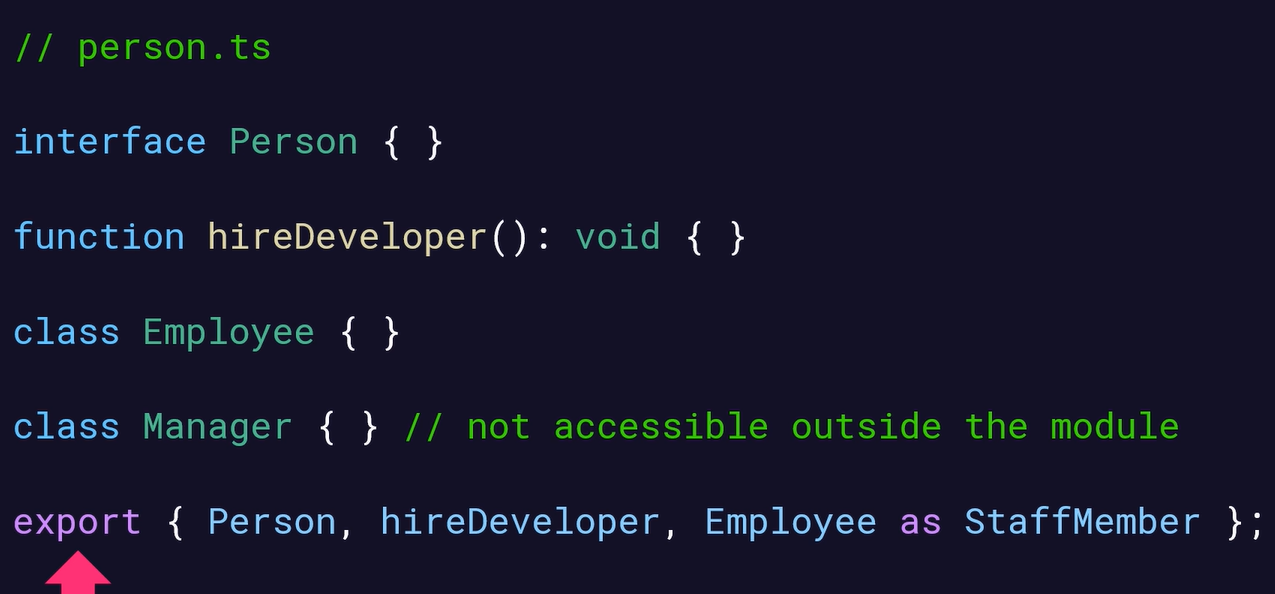 // person.ts
interface Person { }
function hireDeveloper(): void { }
class Employee { }
class Manager { } // not accessible outside the module
export { Person, hireDeveloper, Employee as StaffMember };